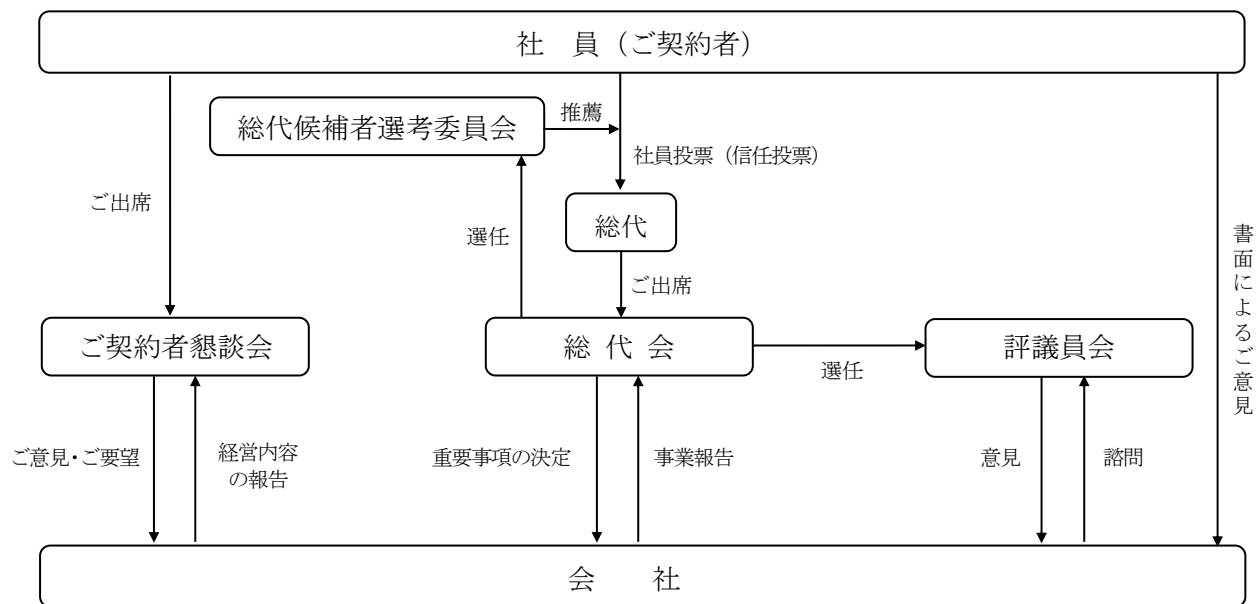 社 員（ご契約者）
総代候補者選考委員会
推薦
社員投票（信任投票）
ご出席
選任
総代
ご出席
書面によるご意見
ご契約者懇談会
総 代 会
選任
評議員会
ご意見・ご要望
経営内容
の報告
重要事項の決定
事業報告
意見
諮問
会 社